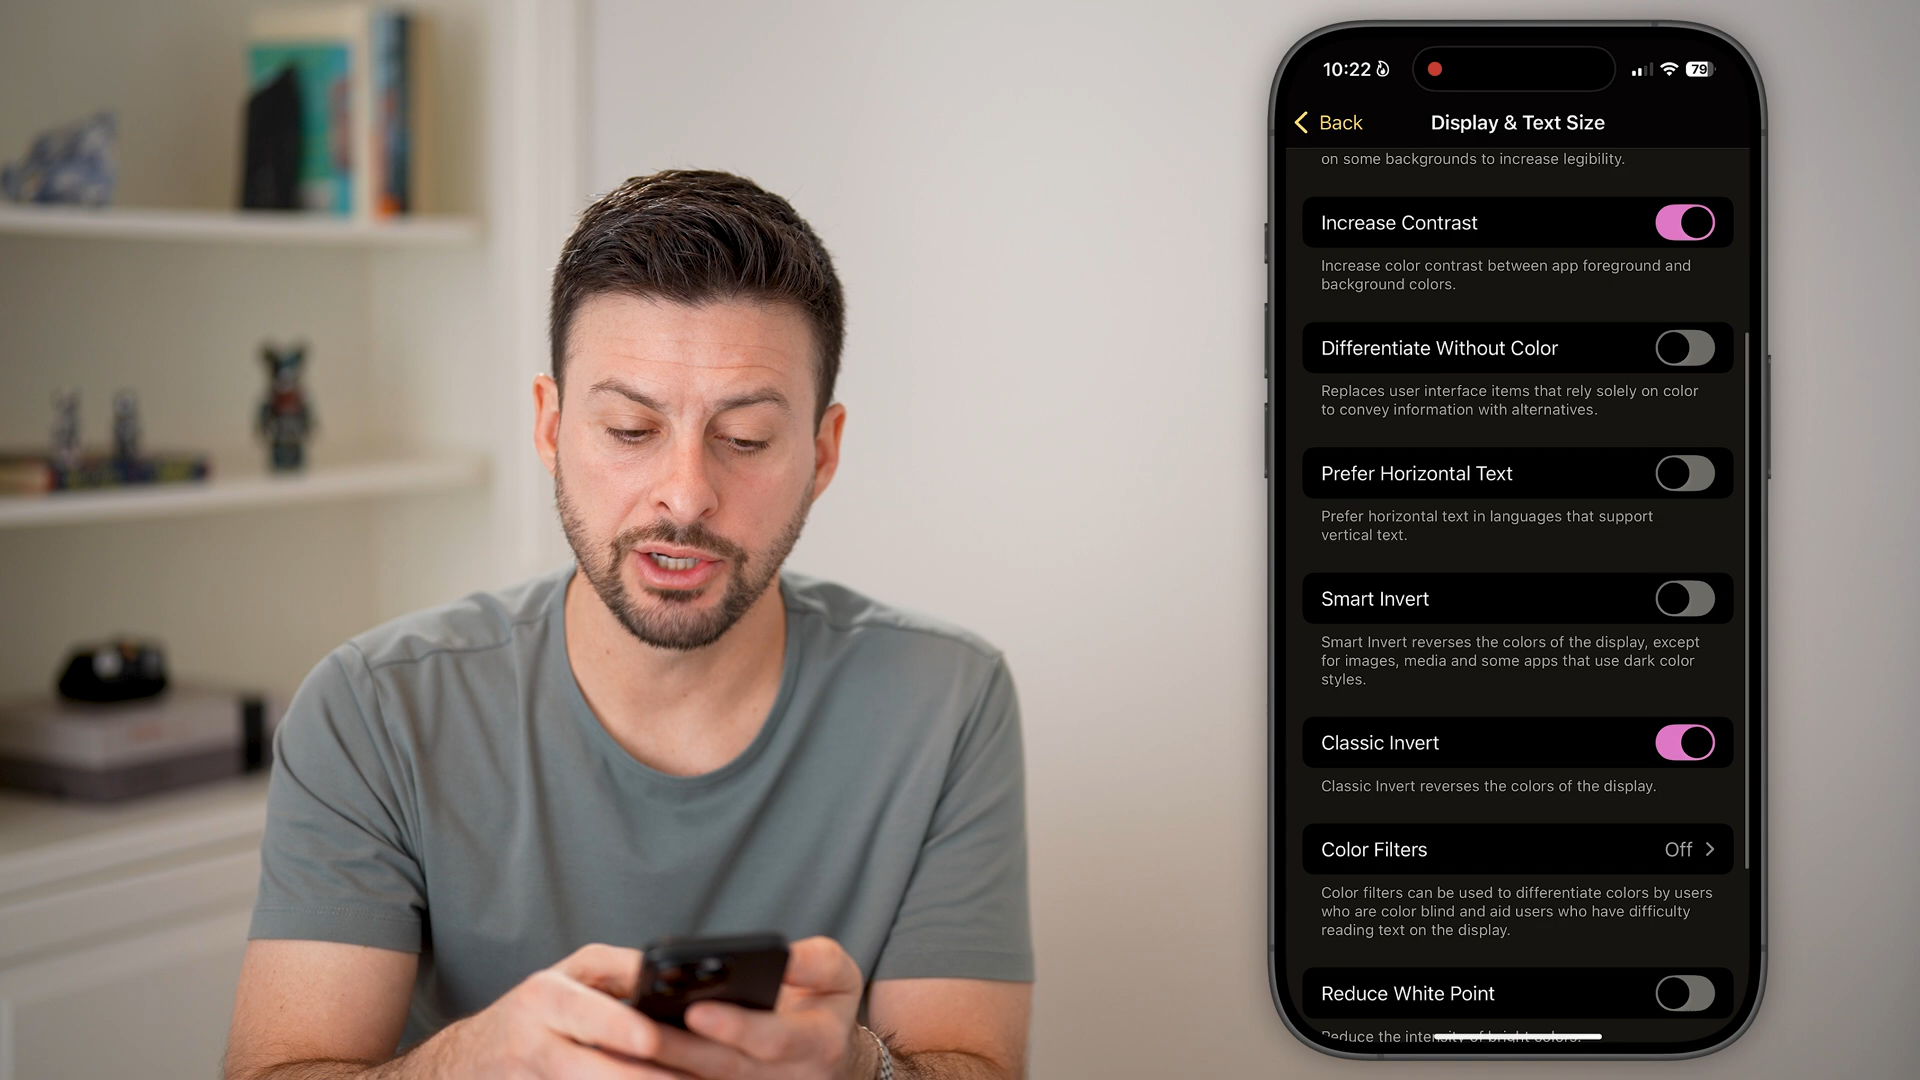 10:22
79
Back
Display & Text Size
on some backgrounds to increase legibility.
Increase Contrast
Increase color contrast between app foreground and
background colors.
Differentiate Without Color
Replaces user interface items that rely solely on color
to convey information with alternatives.
Prefer Horizontal Text
Prefer horizontal text in languages that support
vertical text.
Smart Invert
Smart Invert reverses the colors of the display, except
for images, media and some apps that use dark color
styles.
Classic Invert
Classic Invert reverses the colors of the display.
Color Filters
Off
Color filters can be used to differentiate colors by users
who are color blind and aid users who have difficulty
reading text on the display.
Reduce White Point
Reduce the intensity of bright colors.